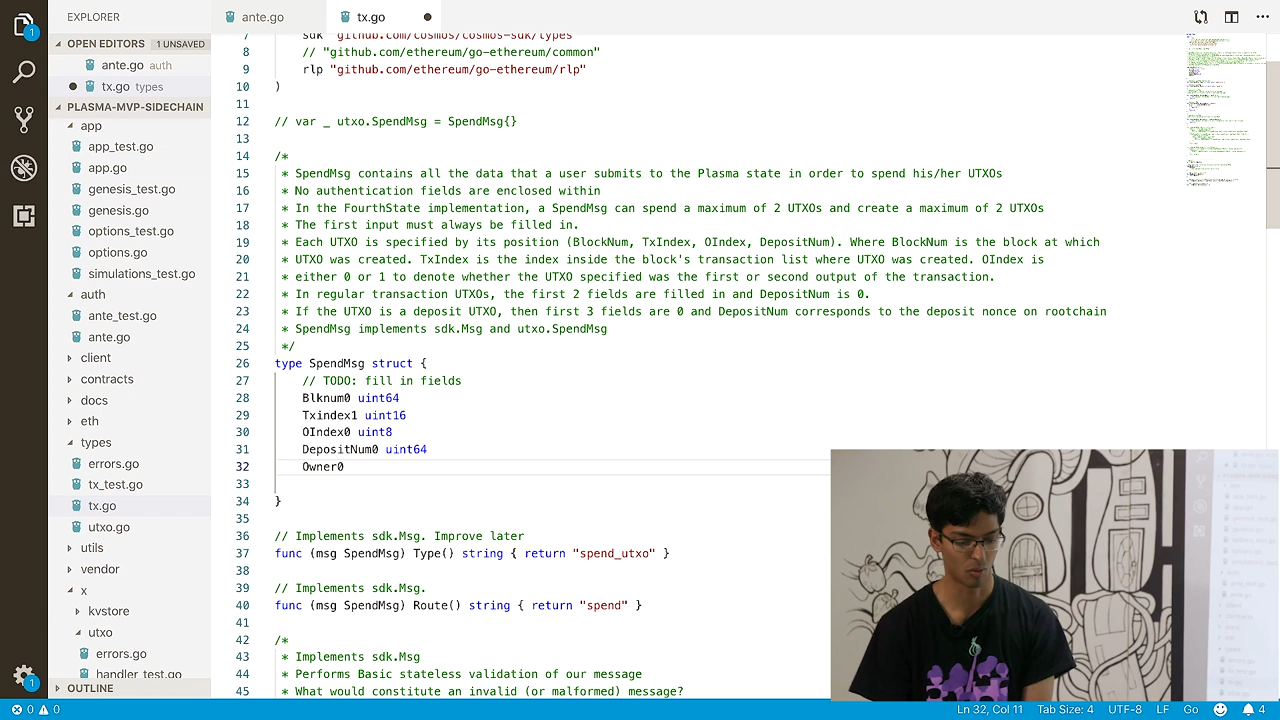 EXPLORER
ante.go
tx.go
OPEN EDITORS
1 UNSAVED
ante.go auth
tx.go types
PLASMA-MVP-SIDECHAIN
app
app_test.go
app.go
genesis_test.go
genesis.go
options_test.go
options.go
simulations_test.go
auth
ante_test.go
ante.go
client
contracts
docs
eth
types
errors.go
tx_test.go
tx.go
utxo.go
utils
vendor
x
kvstore
utxo
errors.go
handler_test.go
OUTLINE
7 sdk "github.com/cosmos/cosmos-sdk/types"
8 // "github.com/ethereum/go-ethereum/common"
9 rlp "github.com/ethereum/go-ethereum/rlp"
10 )
11
12 // var _ utxo.SpendMsg = SpendMsg{}
13
14 /*
15 * SpendMsg contains all the data that a user submits to the Plasma state in order to spend his/her UTXOs
16 * No authentication fields are stored within
17 * In the FourthState implementation, a SpendMsg can spend a maximum of 2 UTXOs and create a maximum of 2 UTXOs
18 * The first input must always be filled in.
19 * Each UTXO is specified by its position (BlockNum, TxIndex, OIndex, DepositNum). Where BlockNum is the block at which
20 * UTXO was created. TxIndex is the index inside the block's transaction list where UTXO was created. OIndex is
21 * either 0 or 1 to denote whether the UTXO specified was the first or second output of the transaction.
22 * In regular transaction UTXOs, the first 2 fields are filled in and DepositNum is 0.
23 * If the UTXO is a deposit UTXO, then first 3 fields are 0 and DepositNum corresponds to the deposit nonce on rootchain
24 * SpendMsg implements sdk.Msg and utxo.SpendMsg
25 */
26 type SpendMsg struct {
27 // TODO: fill in fields
28 Blknum0 uint64
29 Txindex1 uint16
30 OIndex0 uint8
31 DepositNum0 uint64
32 Owner0
33
34 }
35
36 // Implements sdk.Msg. Improve later
37 func (msg SpendMsg) Type() string { return "spend_utxo" }
38
39 // Implements sdk.Msg.
40 func (msg SpendMsg) Route() string { return "spend" }
41
42 /*
43 * Implements sdk.Msg
44 * Performs Basic stateless validation of our message
45 * What would constitute an invalid (or malformed) message?
1
1
0 0
Ln 32, Col 11 Tab Size: 4 UTF-8 LF Go 4